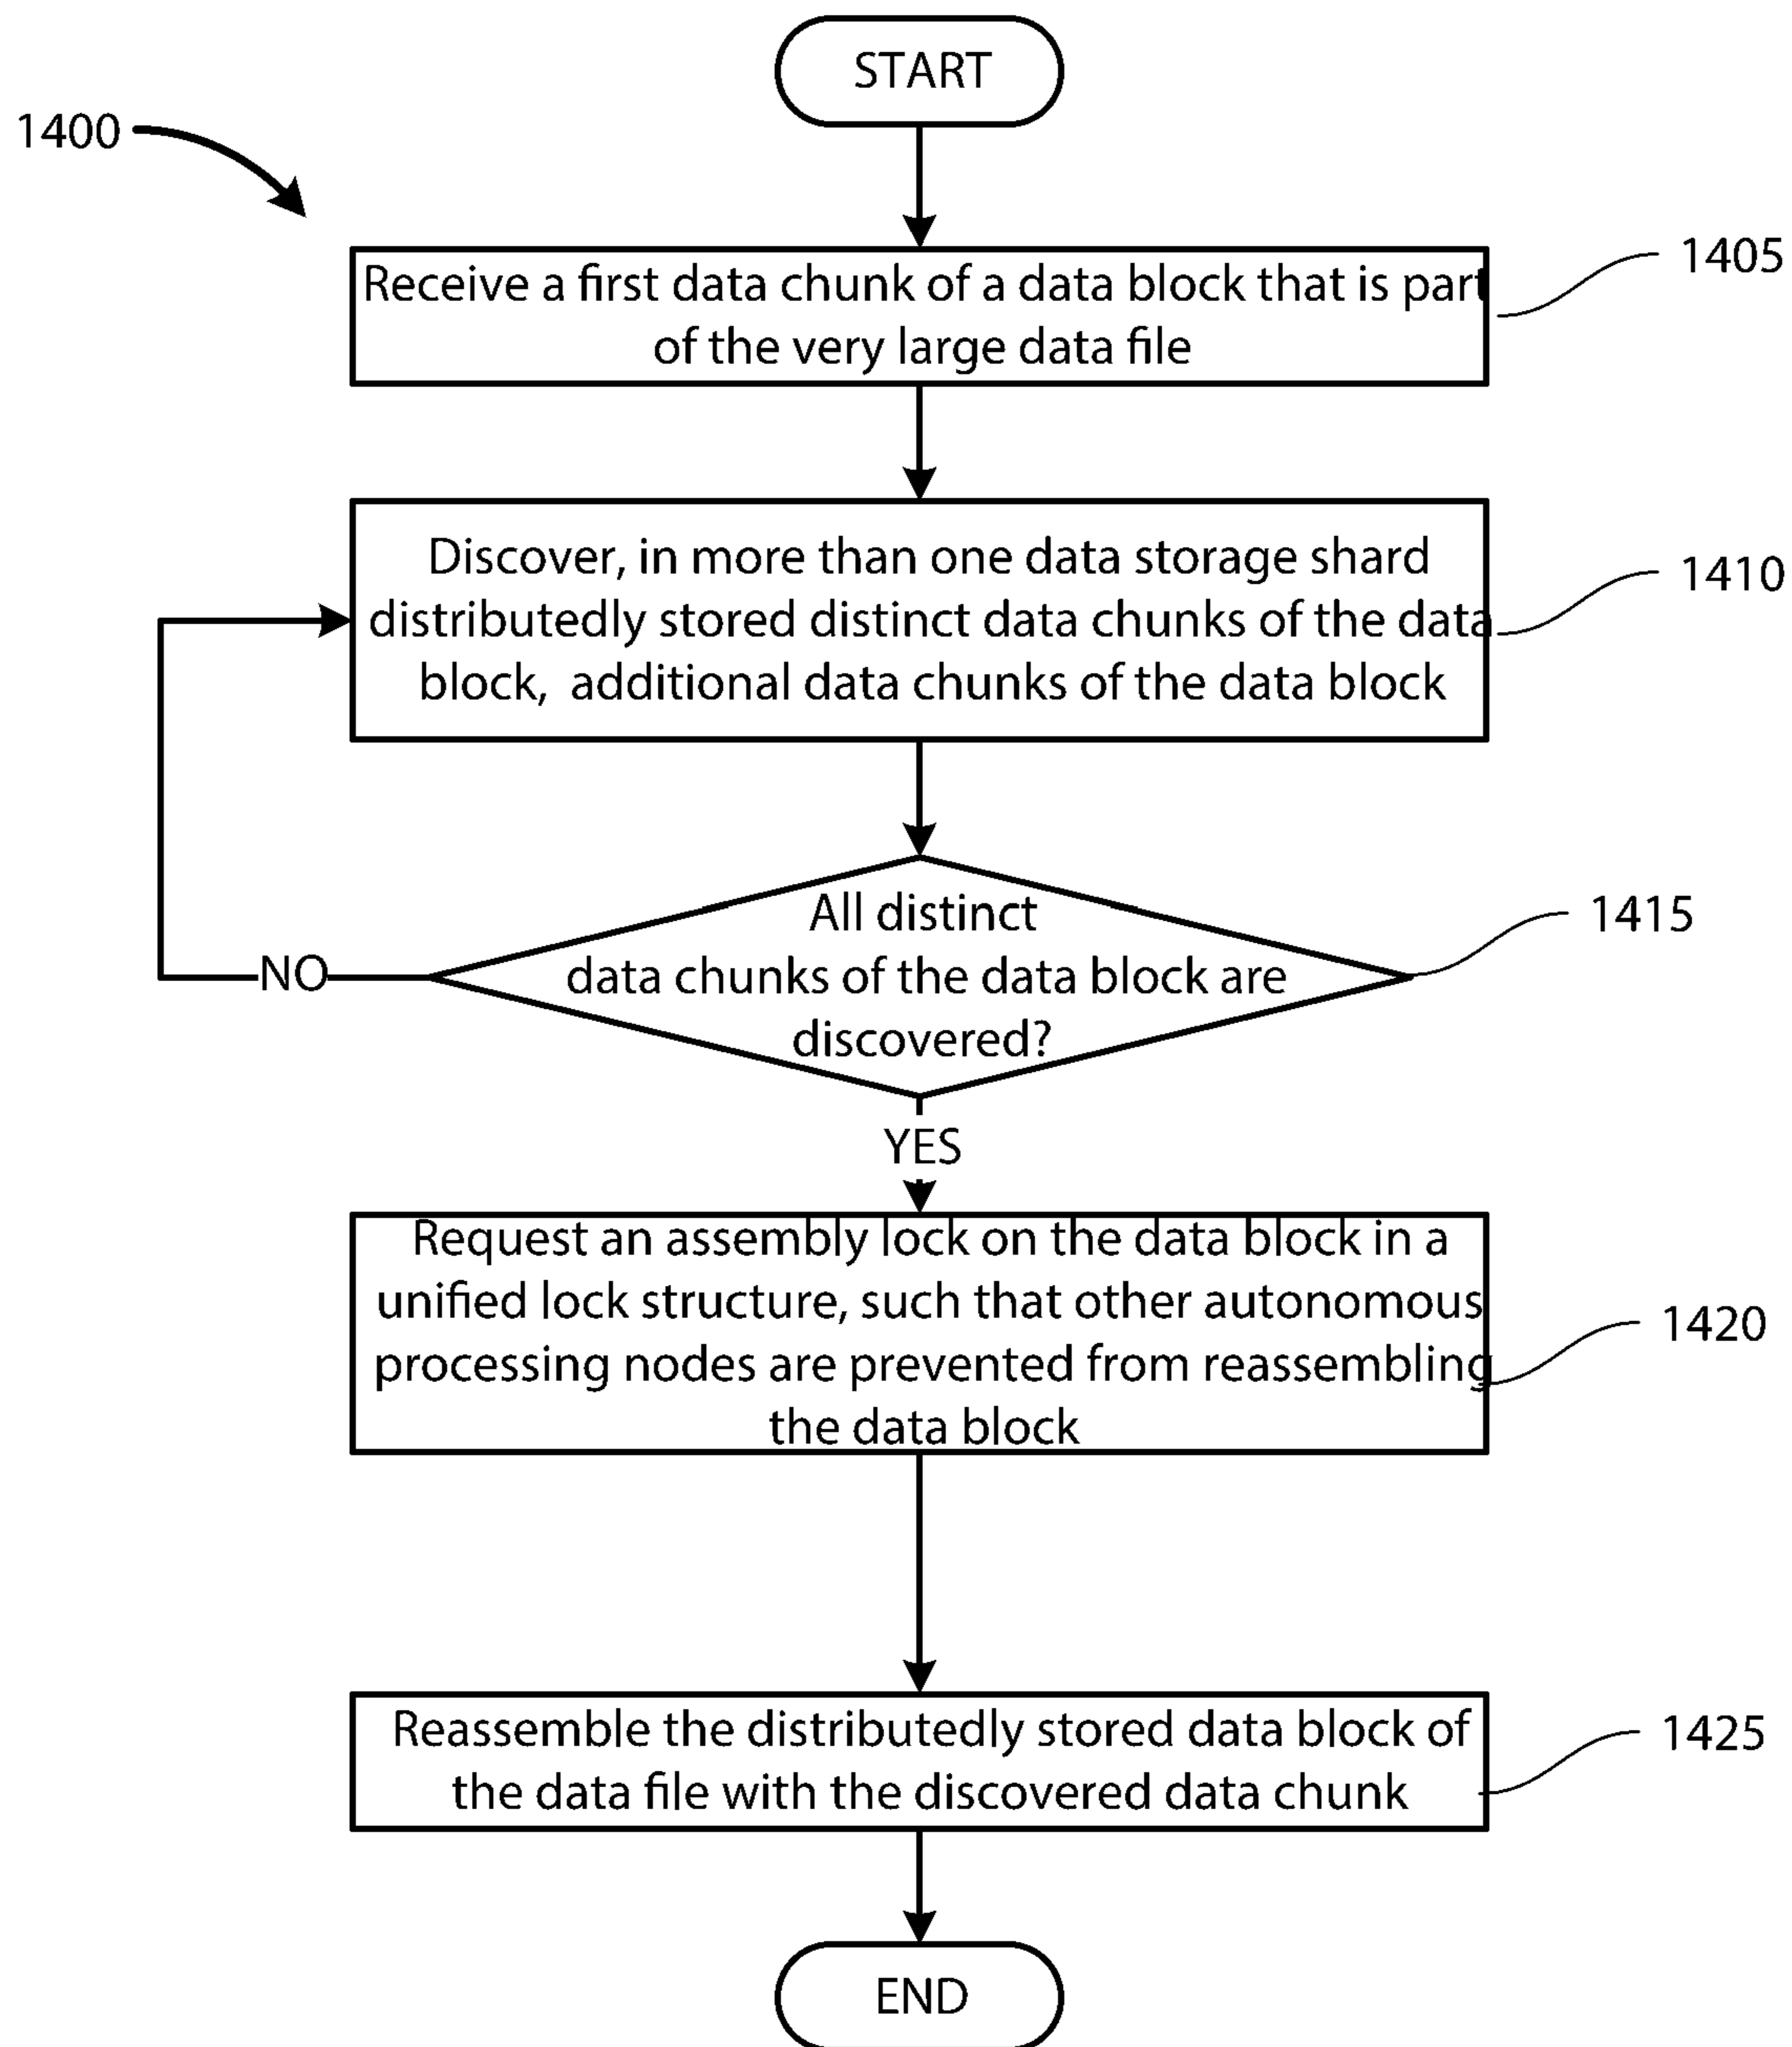 START
1400
1405
Receive a first data chunk of a data block that is part
of the very large data file
1410
Discover, in more than one data storage shard
distributedly stored distinct data chunks of the data
block, additional data chunks of the data block
1415
All distinct
data chunks of the data block are
discovered?
NO
YES
1420
Request an assembly lock on the data block in a
unified lock structure, such that other autonomous
processing nodes are prevented from reassembling
the data block
1425
Reassemble the distributedly stored data block of
the data file with the discovered data chunk
END